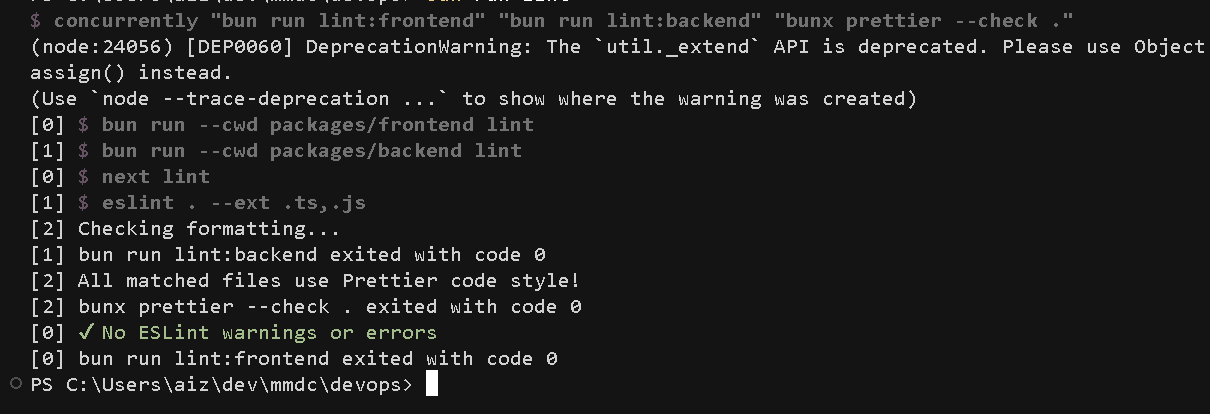 $ concurrently "bun run lint:frontend" "bun run lint:backend" "bunx prettier --check ."
(node:24056) [DEP0060] DeprecationWarning: The `util._extend` API is deprecated. Please use Object
assign() instead.
(Use `node --trace-deprecation ...` to show where the warning was created)
[0] $ bun run --cwd packages/frontend lint
[1] $ bun run --cwd packages/backend lint
[0] $ next lint
[1] $ eslint . --ext .ts,.js
[2] Checking formatting...
[1] bun run lint:backend exited with code 0
[2] All matched files use Prettier code style!
[2] bunx prettier --check . exited with code 0
[0] ✓ No ESLint warnings or errors
[0] bun run lint:frontend exited with code 0
PS C:\Users\aiz\dev\mmdc\devops>